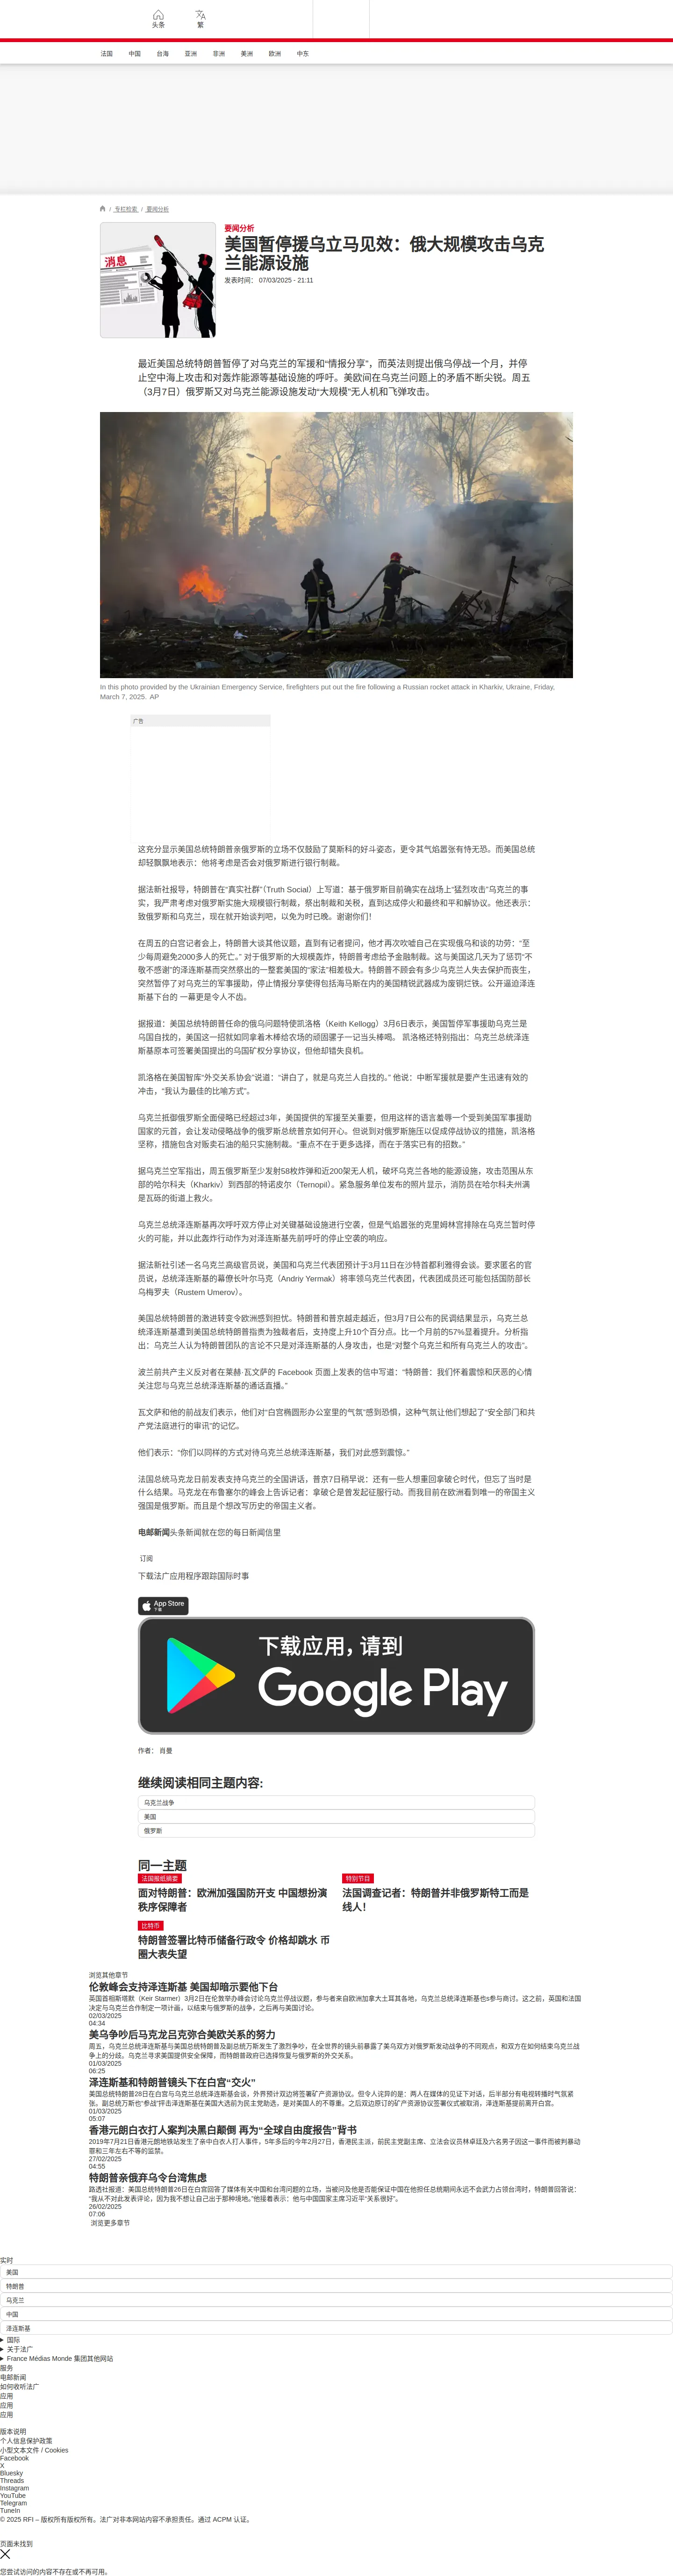 头条
繁
法国 中国 台海 亚洲 非洲 美洲 欧洲 中东
/ 专栏检索 / 要闻分析
消息
要闻分析
美国暂停援乌立马见效：俄大规模攻击乌克
兰能源设施
发表时间： 07/03/2025 - 21:11
最近美国总统特朗普暂停了对乌克兰的军援和“情报分享”，而英法则提出俄乌停战一个月，并停
止空中海上攻击和对轰炸能源等基础设施的呼吁。美欧间在乌克兰问题上的矛盾不断尖锐。周五
（3月7日）俄罗斯又对乌克兰能源设施发动“大规模”无人机和飞弹攻击。
In this photo provided by the Ukrainian Emergency Service, firefighters put out the fire following a Russian rocket attack in Kharkiv, Ukraine, Friday,
March 7, 2025. AP
广告
这充分显示美国总统特朗普亲俄罗斯的立场不仅鼓励了莫斯科的好斗姿态，更令其气焰嚣张有恃无恐。而美国总统
却轻飘飘地表示：他将考虑是否会对俄罗斯进行银行制裁。
据法新社报导，特朗普在“真实社群”（Truth Social）上写道：基于俄罗斯目前确实在战场上“猛烈攻击”乌克兰的事
实，我严肃考虑对俄罗斯实施大规模银行制裁，祭出制裁和关税，直到达成停火和最终和平和解协议。他还表示：
致俄罗斯和乌克兰，现在就开始谈判吧，以免为时已晚。谢谢你们！
在周五的白宫记者会上，特朗普大谈其他议题，直到有记者提问，他才再次吹嘘自己在实现俄乌和谈的功劳：“至
少每周避免2000多人的死亡。” 对于俄罗斯的大规模轰炸，特朗普考虑给予金融制裁。这与美国这几天为了惩罚“不
敬不感谢”的泽连斯基而突然祭出的一整套美国的“家法”相差极大。特朗普不顾会有多少乌克兰人失去保护而丧生，
突然暂停了对乌克兰的军事援助，停止情报分享使得包括海马斯在内的美国精锐武器成为废铜烂铁。公开逼迫泽连
斯基下台的 一幕更是令人不齿。
据报道：美国总统特朗普任命的俄乌问题特使凯洛格（Keith Kellogg）3月6日表示，美国暂停军事援助乌克兰是
乌国自找的，美国这一招就如同拿着木棒给农场的顽固骡子一记当头棒喝。 凯洛格还特别指出：乌克兰总统泽连
斯基原本可签署美国提出的乌国矿权分享协议，但他却错失良机。
凯洛格在美国智库“外交关系协会”说道：“讲白了，就是乌克兰人自找的。” 他说：中断军援就是要产生迅速有效的
冲击，“我认为最佳的比喻方式”。
乌克兰抵御俄罗斯全面侵略已经超过3年，美国提供的军援至关重要，但用这样的语言羞辱一个受到美国军事援助
国家的元首，会让发动侵略战争的俄罗斯总统普京如何开心。但说到对俄罗斯施压以促成停战协议的措施，凯洛格
坚称，措施包含对贩卖石油的船只实施制裁。“重点不在于更多选择，而在于落实已有的招数。”
据乌克兰空军指出，周五俄罗斯至少发射58枚炸弹和近200架无人机，破坏乌克兰各地的能源设施，攻击范围从东
部的哈尔科夫（Kharkiv）到西部的特诺皮尔（Ternopil）。紧急服务单位发布的照片显示，消防员在哈尔科夫州满
是瓦砾的街道上救火。
乌克兰总统泽连斯基再次呼吁双方停止对关键基础设施进行空袭，但是气焰嚣张的克里姆林宫排除在乌克兰暂时停
火的可能，并以此轰炸行动作为对泽连斯基先前呼吁的停止空袭的响应。
据法新社引述一名乌克兰高级官员说，美国和乌克兰代表团预计于3月11日在沙特首都利雅得会谈。要求匿名的官
员说，总统泽连斯基的幕僚长叶尔马克（Andriy Yermak）将率领乌克兰代表团，代表团成员还可能包括国防部长
乌梅罗夫（Rustem Umerov）。
美国总统特朗普的激进转变令欧洲感到担忧。特朗普和普京越走越近，但3月7日公布的民调结果显示，乌克兰总
统泽连斯基遭到美国总统特朗普指责为独裁者后，支持度上升10个百分点。比一个月前的57%显着提升。分析指
出：乌克兰人认为特朗普团队的言论不只是对泽连斯基的人身攻击，也是“对整个乌克兰和所有乌克兰人的攻击”。
波兰前共产主义反对者在莱赫·瓦文萨的 Facebook 页面上发表的信中写道：“特朗普：我们怀着震惊和厌恶的心情
关注您与乌克兰总统泽连斯基的通话直播。”
瓦文萨和他的前战友们表示，他们对“白宫椭圆形办公室里的气氛”感到恐惧，这种气氛让他们想起了“安全部门和共
产党法庭进行的审讯”的记忆。
他们表示：“你们以同样的方式对待乌克兰总统泽连斯基，我们对此感到震惊。”
法国总统马克龙日前发表支持乌克兰的全国讲话，普京7日稍早说：还有一些人想重回拿破仑时代，但忘了当时是
什么结果。马克龙在布鲁塞尔的峰会上告诉记者：拿破仑是曾发起征服行动。而我目前在欧洲看到唯一的帝国主义
强国是俄罗斯。而且是个想改写历史的帝国主义者。
电邮新闻头条新闻就在您的每日新闻信里
订阅
下载法广应用程序跟踪国际时事
App Store
下载
下载应用，请到
Google Play
作者： 肖曼
继续阅读相同主题内容:
乌克兰战争
美国
俄罗斯
同一主题
法国报纸摘要
面对特朗普：欧洲加强国防开支 中国想扮演
秩序保障者
特别节目
法国调查记者：特朗普并非俄罗斯特工而是
线人！
比特币
特朗普签署比特币储备行政令 价格却跳水 币
圈大表失望
浏览其他章节
伦敦峰会支持泽连斯基 美国却暗示要他下台
英国首相斯塔默（Keir Starmer）3月2日在伦敦举办峰会讨论乌克兰停战议题，参与者来自欧洲加拿大土耳其各地，乌克兰总统泽连斯基也s参与商讨。这之前，英国和法国
决定与乌克兰合作制定一项计画，以结束与俄罗斯的战争，之后再与美国讨论。
02/03/2025
04:34
美乌争吵后马克龙吕克弥合美欧关系的努力
周五，乌克兰总统泽连斯基与美国总统特朗普及副总统万斯发生了激烈争吵，在全世界的镜头前暴露了美乌双方对俄罗斯发动战争的不同观点，和双方在如何结束乌克兰战
争上的分歧。乌克兰寻求美国提供安全保障，而特朗普政府已选择恢复与俄罗斯的外交关系。
01/03/2025
06:25
泽连斯基和特朗普镜头下在白宫“交火”
美国总统特朗普28日在白宫与乌克兰总统泽连斯基会谈，外界预计双边将签署矿产资源协议。但令人诧异的是：两人在媒体的见证下对话，后半部分有电视转播时气氛紧
张。副总统万斯也“参战”抨击泽连斯基在美国大选前为民主党助选，是对美国人的不尊重。之后双边原订的矿产资源协议签署仪式被取消，泽连斯基提前离开白宫。
01/03/2025
05:07
香港元朗白衣打人案判决黑白颠倒 再为“全球自由度报告”背书
2019年7月21日香港元朗地铁站发生了余中白衣人打人事件，5年多后的今年2月27日，香港民主派，前民主党副主席、立法会议员林卓廷及六名男子因这一事件而被判暴动
罪和三年左右不等的监禁。
27/02/2025
04:55
特朗普亲俄弃乌令台湾焦虑
路透社报道：美国总统特朗普26日在白宫回答了媒体有关中国和台湾问题的立场，当被问及他是否能保证中国在他担任总统期间永远不会武力占领台湾时，特朗普回答说：
“我从不对此发表评论，因为我不想让自己出于那种境地。”他接着表示：他与中国国家主席习近平“关系很好”。
26/02/2025
07:06
浏览更多章节
实时
美国
特朗普
乌克兰
中国
泽连斯基
国际
关于法广
France Médias Monde 集团其他网站
服务
电邮新闻
如何收听法广
应用
应用
应用
版本说明
个人信息保护政策
小型文本文件 / Cookies
Facebook
X
Bluesky
Threads
Instagram
YouTube
Telegram
TuneIn
© 2025 RFI – 版权所有版权所有。法广对非本网站内容不承担责任。通过 ACPM 认证。
页面未找到
您尝试访问的内容不存在或不再可用。